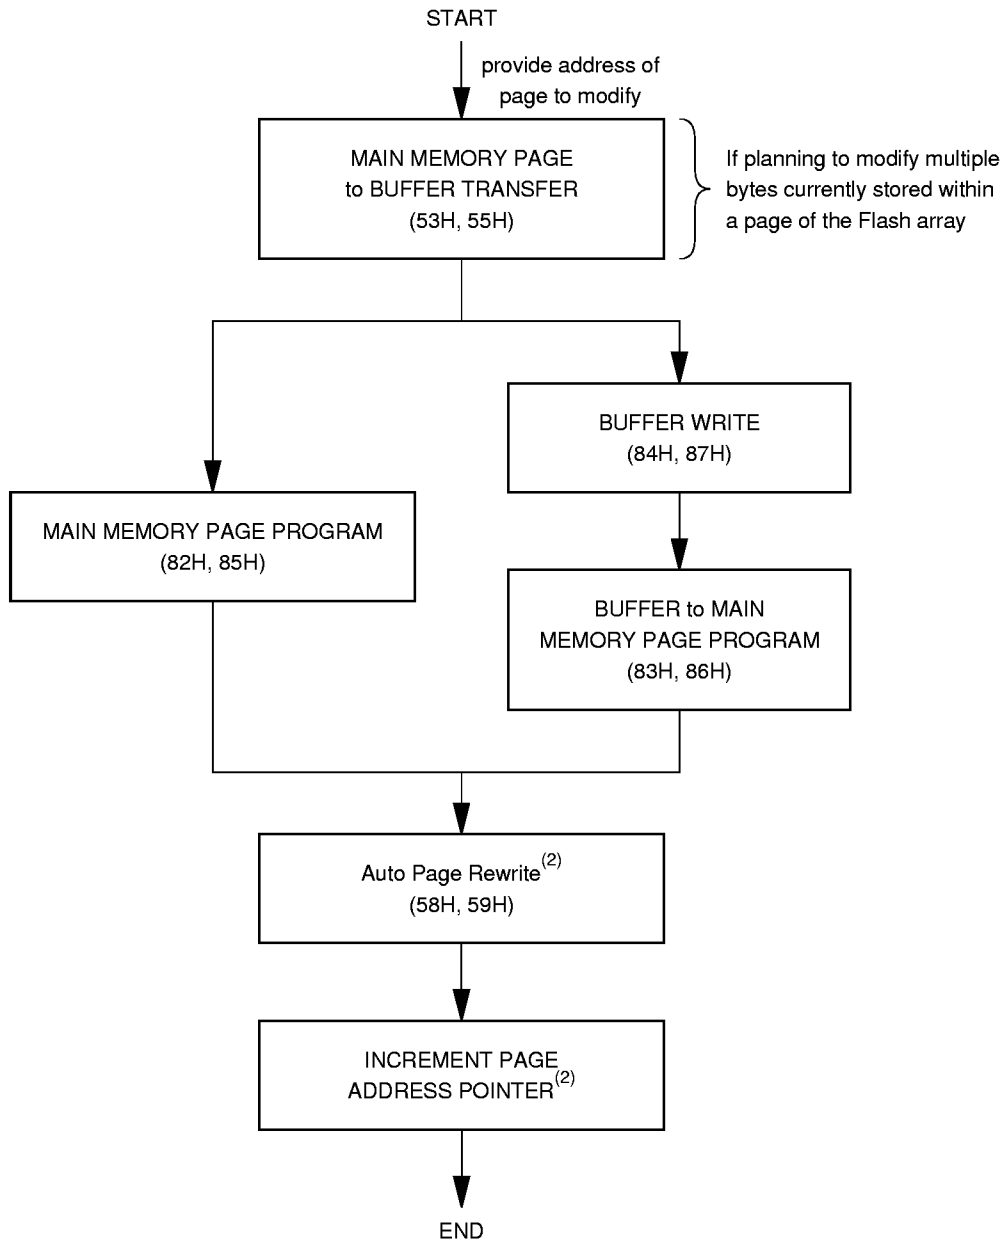 START
provide address of
page to modify
MAIN MEMORY PAGE
to BUFFER TRANSFER
(53H, 55H)
If planning to modify multiple
bytes currently stored within
a page of the Flash array
BUFFER WRITE
(84H, 87H)
MAIN MEMORY PAGE PROGRAM
(82H, 85H)
BUFFER to MAIN
MEMORY PAGE PROGRAM
(83H, 86H)
Auto Page Rewrite(2)
(58H, 59H)
INCREMENT PAGE
ADDRESS POINTER(2)
END